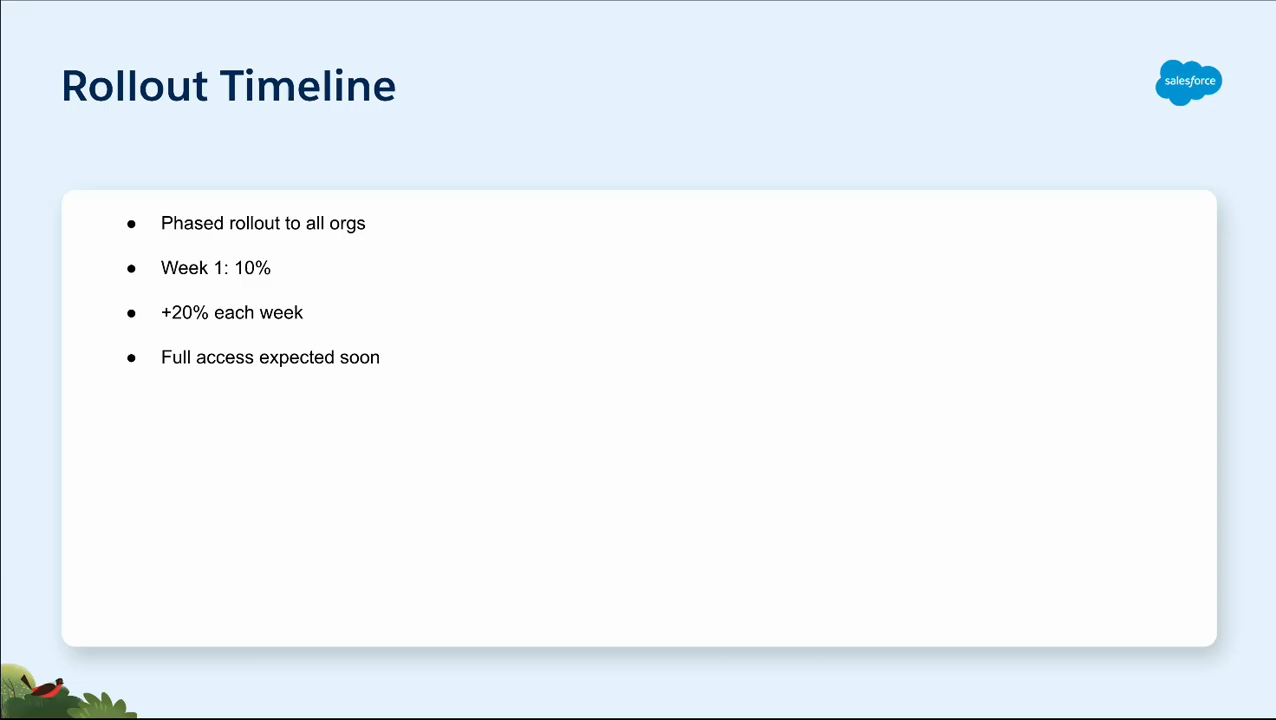 Rollout Timeline
salesforce
● Phased rollout to all orgs
● Week 1: 10%
● +20% each week
● Full access expected soon